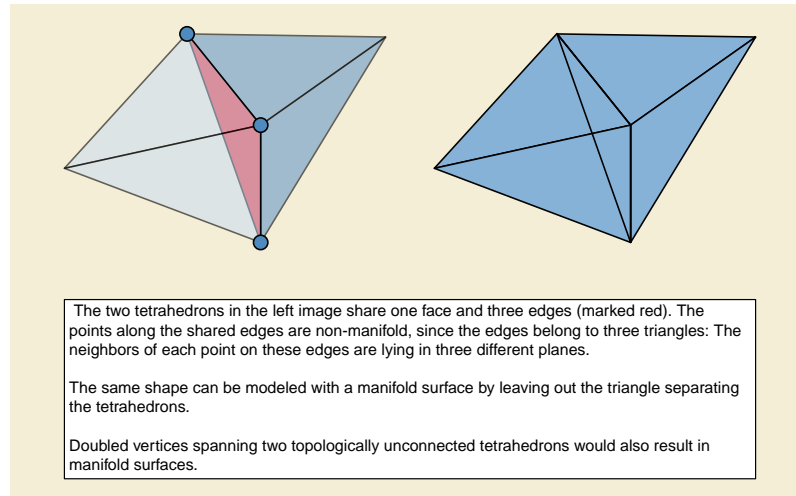 The two tetrahedrons in the left image share one face and three edges (marked red). The
points along the shared edges are non-manifold, since the edges belong to three triangles: The
neighbors of each point on these edges are lying in three different planes.
The same shape can be modeled with a manifold surface by leaving out the triangle separating
the tetrahedrons.
Doubled vertices spanning two topologically unconnected tetrahedrons would also result in
manifold surfaces.